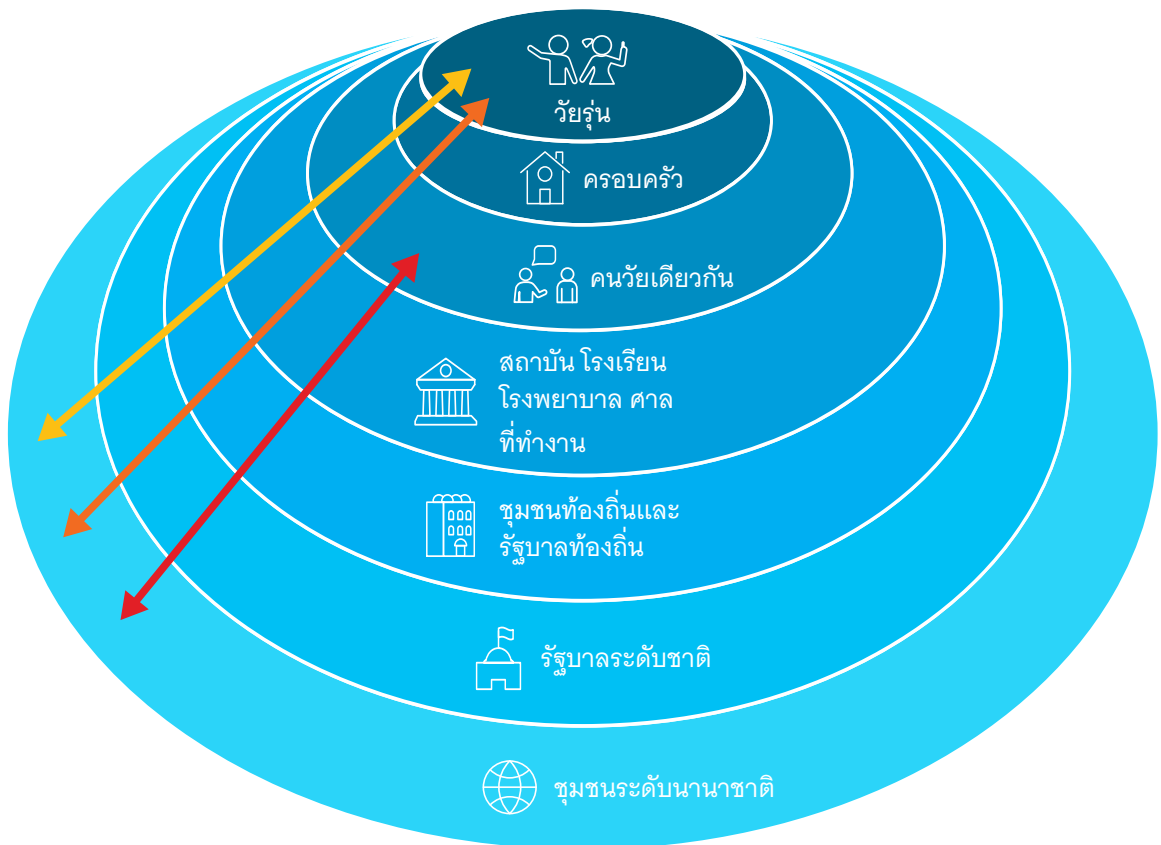 วัยรุ่น
ครอบครัว
คนวัยเดียวกัน
สถาบัน โรงเรียน
โรงพยาบาล ศาล
ที่ทำงาน
ชุมชนท้องถิ่นและ
รัฐบาลท้องถิ่น
รัฐบาลระดับชาติ
ชุมชนระดับนานาชาติ